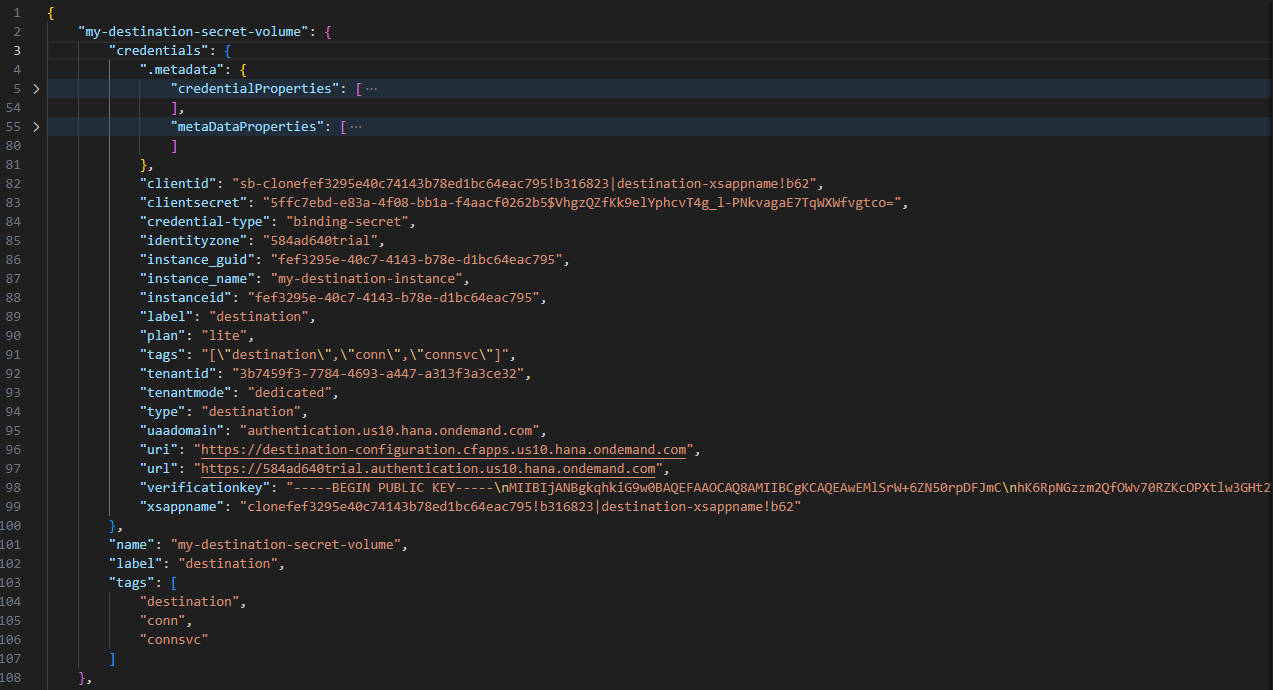 1 {
2 "my-destination-secret-volume": {
3 "credentials": {
4 ".metadata": {
5 "credentialProperties": [ ···
54 ],
55 "metaDataProperties": [ ···
80 ]
81 },
82 "clientid": "sb-clonefef3295e40c74143b78ed1bc64eac795!b316823|destination-xsappname!b62",
83 "clientsecret": "5ffc7ebd-e83a-4f08-bb1a-f4aacf0262b5$VhgzQZfKk9elYphcvT4g_l-PNkvagaE7TqWXWfvgtco=",
84 "credential-type": "binding-secret",
85 "identityzone": "584ad640trial",
86 "instance_guid": "fef3295e-40c7-4143-b78e-d1bc64eac795",
87 "instance_name": "my-destination-instance",
88 "instanceid": "fef3295e-40c7-4143-b78e-d1bc64eac795",
89 "label": "destination",
90 "plan": "lite",
91 "tags": "[\"destination\",\"conn\",\"connsvc\"]",
92 "tenantid": "3b7459f3-7784-4693-a447-a313f3a3ce32",
93 "tenantmode": "dedicated",
94 "type": "destination",
95 "uaadomain": "authentication.us10.hana.ondemand.com",
96 "uri": "https://destination-configuration.cfapps.us10.hana.ondemand.com",
97 "url": "https://584ad640trial.authentication.us10.hana.ondemand.com",
98 "verificationkey": "-----BEGIN PUBLIC KEY-----\nMIIBIjANBgkqhkiG9w0BAQEFAAOCAQ8AMIIBCgKCAQEAwEMlSrW+6ZN50rpDFJmC\nhK6RpNGzzm2QfOWv70RZKcOPXtlw3GHt2
99 "xsappname": "clonefef3295e40c74143b78ed1bc64eac795!b316823|destination-xsappname!b62"
100 },
101 "name": "my-destination-secret-volume",
102 "label": "destination",
103 "tags": [
104 "destination",
105 "conn",
106 "connsvc"
107 ]
108 },